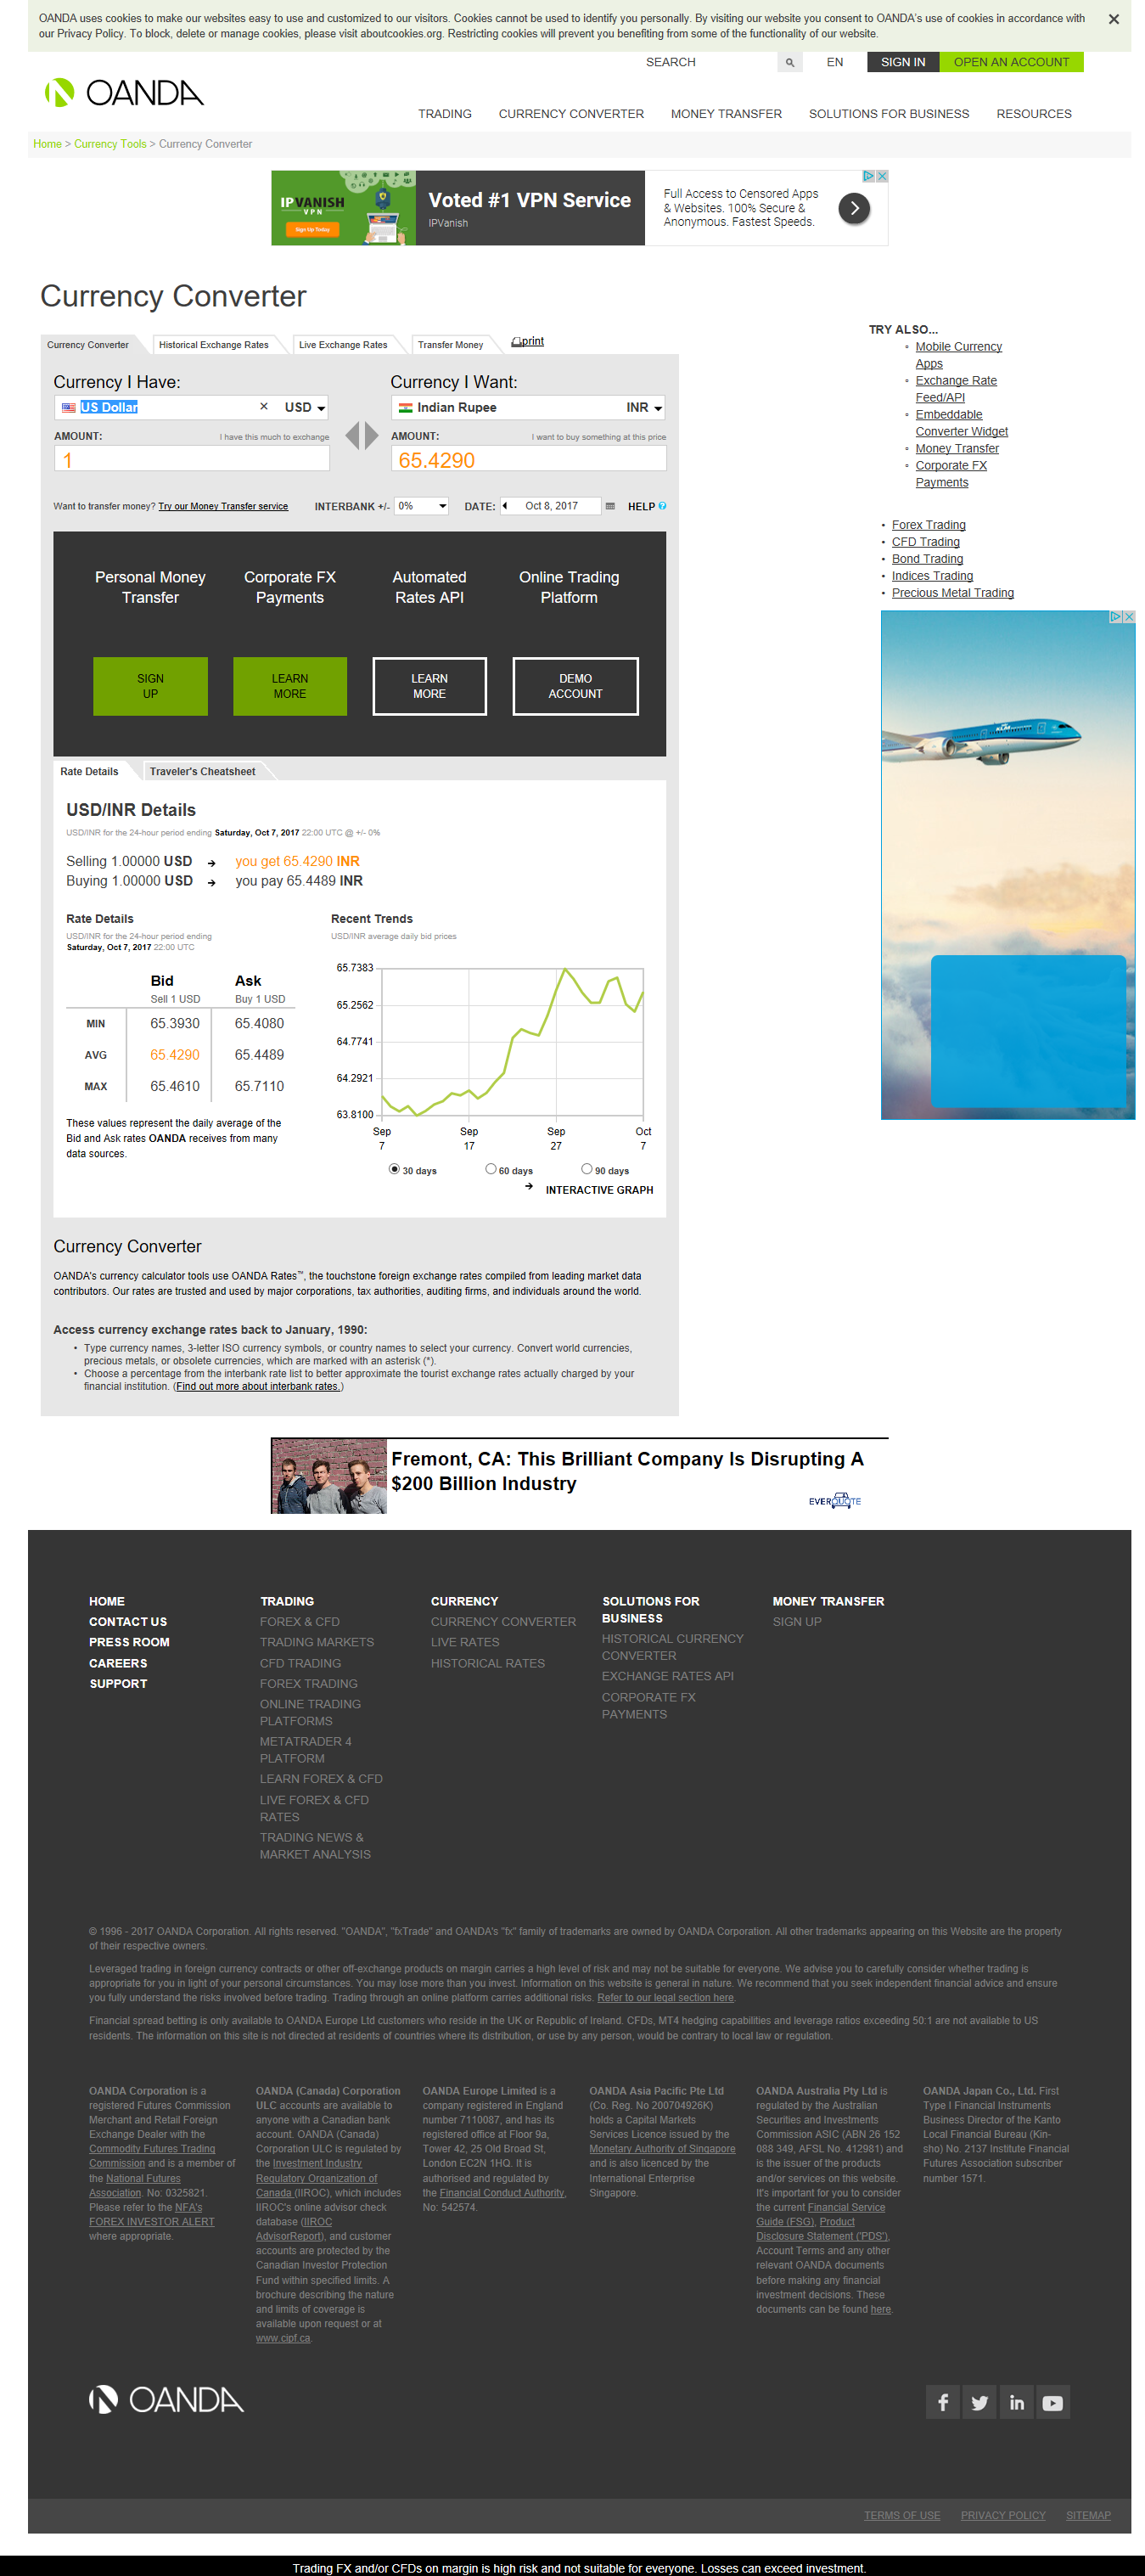 OANDA uses cookies to make our websites easy to use and customized to our visitors. Cookies cannot be used to identify you personally. By visiting our website you consent to OANDA's use of cookies in accordance with
our Privacy Policy. To block, delete or manage cookies, please visit aboutcookies.org. Restricting cookies will prevent you benefiting from some of the functionality of our website.
SEARCH EN SIGN IN OPEN AN ACCOUNT
OANDA
TRADING CURRENCY CONVERTER MONEY TRANSFER SOLUTIONS FOR BUSINESS RESOURCES
Home > Currency Tools > Currency Converter
IPVANISH
VPN
Sign Up Today
Voted #1 VPN Service
IPVanish
Full Access to Censored Apps
& Websites. 100% Secure &
Anonymous. Fastest Speeds.
Currency Converter
Currency Converter Historical Exchange Rates Live Exchange Rates Transfer Money print
Currency I Have: Currency I Want:
US Dollar USD Indian Rupee INR
AMOUNT: I have this much to exchange AMOUNT: I want to buy something at this price
1 65.4290
Want to transfer money? Try our Money Transfer service INTERBANK +/- 0% DATE: Oct 8, 2017 HELP ?
Personal Money
Transfer
Corporate FX
Payments
Automated
Rates API
Online Trading
Platform
SIGN
UP
LEARN
MORE
LEARN
MORE
DEMO
ACCOUNT
Rate Details Traveler's Cheatsheet
USD/INR Details
USD/INR for the 24-hour period ending Saturday, Oct 7, 2017 22:00 UTC @ +/- 0%
Selling 1.00000 USD → you get 65.4290 INR
Buying 1.00000 USD → you pay 65.4489 INR
Rate Details
USD/INR for the 24-hour period ending
Saturday, Oct 7, 2017 22:00 UTC
Bid Ask
Sell 1 USD Buy 1 USD
MIN 65.3930 65.4080
AVG 65.4290 65.4489
MAX 65.4610 65.7110
These values represent the daily average of the
Bid and Ask rates OANDA receives from many
data sources.
Recent Trends
USD/INR average daily bid prices
65.7383
65.2562
64.7741
64.2921
63.8100
Sep Sep Sep Oct
7 17 27 7
30 days 60 days 90 days
→ INTERACTIVE GRAPH
Currency Converter
OANDA's currency calculator tools use OANDA Rates™, the touchstone foreign exchange rates compiled from leading market data
contributors. Our rates are trusted and used by major corporations, tax authorities, auditing firms, and individuals around the world.
Access currency exchange rates back to January, 1990:
• Type currency names, 3-letter ISO currency symbols, or country names to select your currency. Convert world currencies,
precious metals, or obsolete currencies, which are marked with an asterisk (*).
• Choose a percentage from the interbank rate list to better approximate the tourist exchange rates actually charged by your
financial institution. (Find out more about interbank rates.)
TRY ALSO...
Mobile Currency
Apps
Exchange Rate
Feed/API
Embeddable
Converter Widget
Money Transfer
Corporate FX
Payments
• Forex Trading
• CFD Trading
• Bond Trading
• Indices Trading
• Precious Metal Trading
KLM
Fremont, CA: This Brilliant Company Is Disrupting A
$200 Billion Industry
EVERQUOTE
HOME
CONTACT US
PRESS ROOM
CAREERS
SUPPORT
TRADING
FOREX & CFD
TRADING MARKETS
CFD TRADING
FOREX TRADING
ONLINE TRADING
PLATFORMS
METATRADER 4
PLATFORM
LEARN FOREX & CFD
LIVE FOREX & CFD
RATES
TRADING NEWS &
MARKET ANALYSIS
CURRENCY
CURRENCY CONVERTER
LIVE RATES
HISTORICAL RATES
SOLUTIONS FOR
BUSINESS
HISTORICAL CURRENCY
CONVERTER
EXCHANGE RATES API
CORPORATE FX
PAYMENTS
MONEY TRANSFER
SIGN UP
© 1996 - 2017 OANDA Corporation. All rights reserved. "OANDA", "fxTrade" and OANDA's "fx" family of trademarks are owned by OANDA Corporation. All other trademarks appearing on this Website are the property
of their respective owners.
Leveraged trading in foreign currency contracts or other off-exchange products on margin carries a high level of risk and may not be suitable for everyone. We advise you to carefully consider whether trading is
appropriate for you in light of your personal circumstances. You may lose more than you invest. Information on this website is general in nature. We recommend that you seek independent financial advice and ensure
you fully understand the risks involved before trading. Trading through an online platform carries additional risks. Refer to our legal section here.
Financial spread betting is only available to OANDA Europe Ltd customers who reside in the UK or Republic of Ireland. CFDs, MT4 hedging capabilities and leverage ratios exceeding 50:1 are not available to US
residents. The information on this site is not directed at residents of countries where its distribution, or use by any person, would be contrary to local law or regulation.
OANDA Corporation is a
registered Futures Commission
Merchant and Retail Foreign
Exchange Dealer with the
Commodity Futures Trading
Commission and is a member of
the National Futures
Association. No: 0325821.
Please refer to the NFA's
FOREX INVESTOR ALERT
where appropriate.
OANDA (Canada) Corporation
ULC accounts are available to
anyone with a Canadian bank
account. OANDA (Canada)
Corporation ULC is regulated by
the Investment Industry
Regulatory Organization of
Canada (IIROC), which includes
IIROC's online advisor check
database (IIROC
AdvisorReport), and customer
accounts are protected by the
Canadian Investor Protection
Fund within specified limits. A
brochure describing the nature
and limits of coverage is
available upon request or at
www.cipf.ca.
OANDA Europe Limited is a
company registered in England
number 7110087, and has its
registered office at Floor 9a,
Tower 42, 25 Old Broad St,
London EC2N 1HQ. It is
authorised and regulated by
the Financial Conduct Authority,
No: 542574.
OANDA Asia Pacific Pte Ltd
(Co. Reg. No 200704926K)
holds a Capital Markets
Services Licence issued by the
Monetary Authority of Singapore
and is also licenced by the
International Enterprise
Singapore.
OANDA Australia Pty Ltd is
regulated by the Australian
Securities and Investments
Commission ASIC (ABN 26 152
088 349, AFSL No. 412981) and
is the issuer of the products
and/or services on this website.
It's important for you to consider
the current Financial Service
Guide (FSG), Product
Disclosure Statement ('PDS'),
Account Terms and any other
relevant OANDA documents
before making any financial
investment decisions. These
documents can be found here.
OANDA Japan Co., Ltd. First
Type I Financial Instruments
Business Director of the Kanto
Local Financial Bureau (Kin-
sho) No. 2137 Institute Financial
Futures Association subscriber
number 1571.
OANDA
TERMS OF USE PRIVACY POLICY SITEMAP
Trading FX and/or CFDs on margin is high risk and not suitable for everyone. Losses can exceed investment.